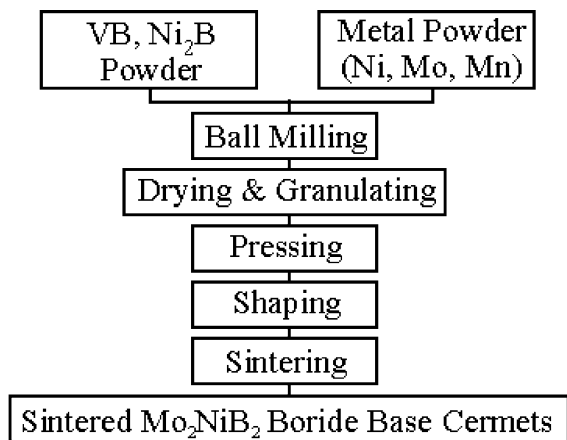 VB, Ni₂B
Powder
Metal Powder
(Ni, Mo, Mn)
Ball Milling
Drying & Granulating
Pressing
Shaping
Sintering
Sintered Mo₂NiB₂ Boride Base Cermets